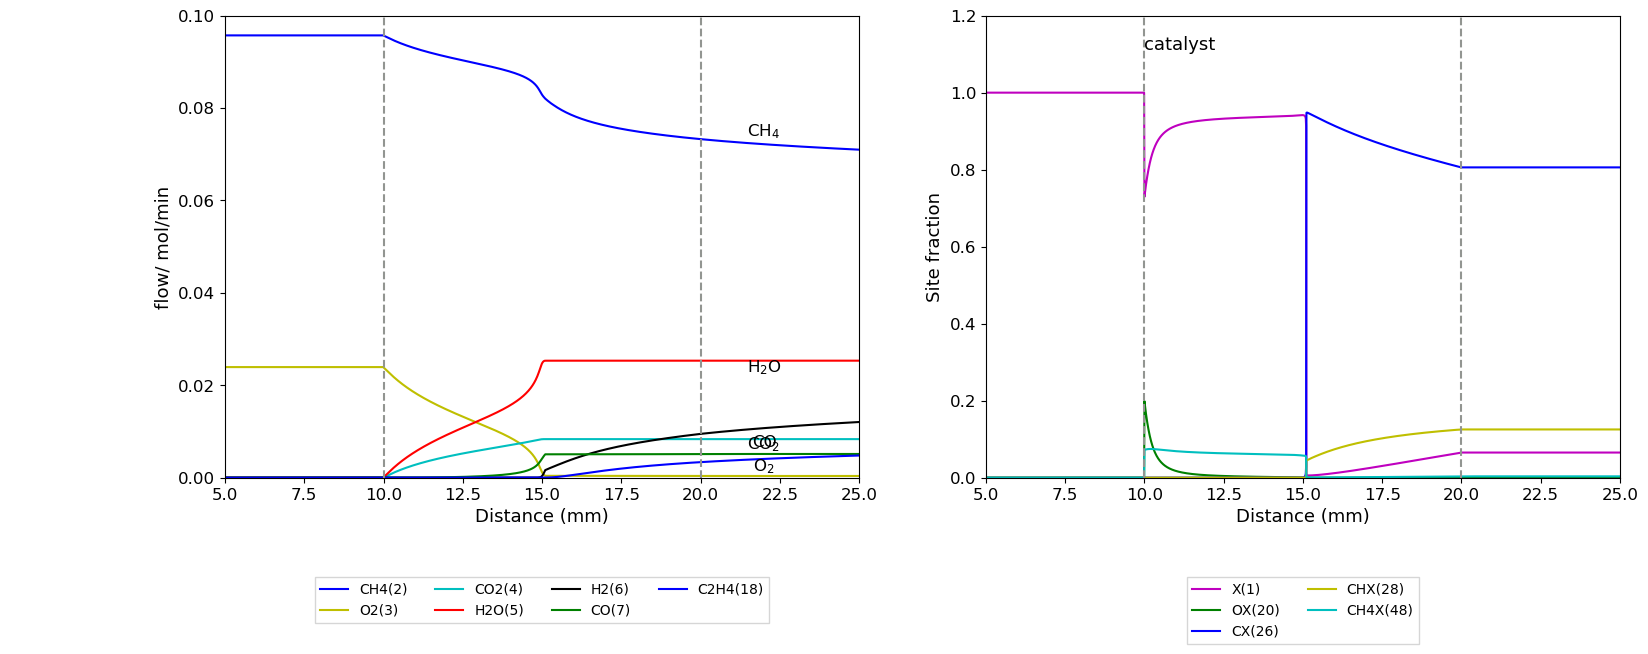 0.10
0.08
0.06
0.04
0.02
0.00
flow/ mol/min
CH4
H2O
CO
CO2
O2
5.0 7.5 10.0 12.5 15.0 17.5 20.0 22.5 25.0
Distance (mm)
CH4(2) CO2(4) H2(6) C2H4(18)
O2(3) H2O(5) CO(7)
1.2
1.0
0.8
0.6
0.4
0.2
0.0
Site fraction
catalyst
5.0 7.5 10.0 12.5 15.0 17.5 20.0 22.5 25.0
Distance (mm)
X(1) CHX(28)
OX(20) CH4X(48)
CX(26)